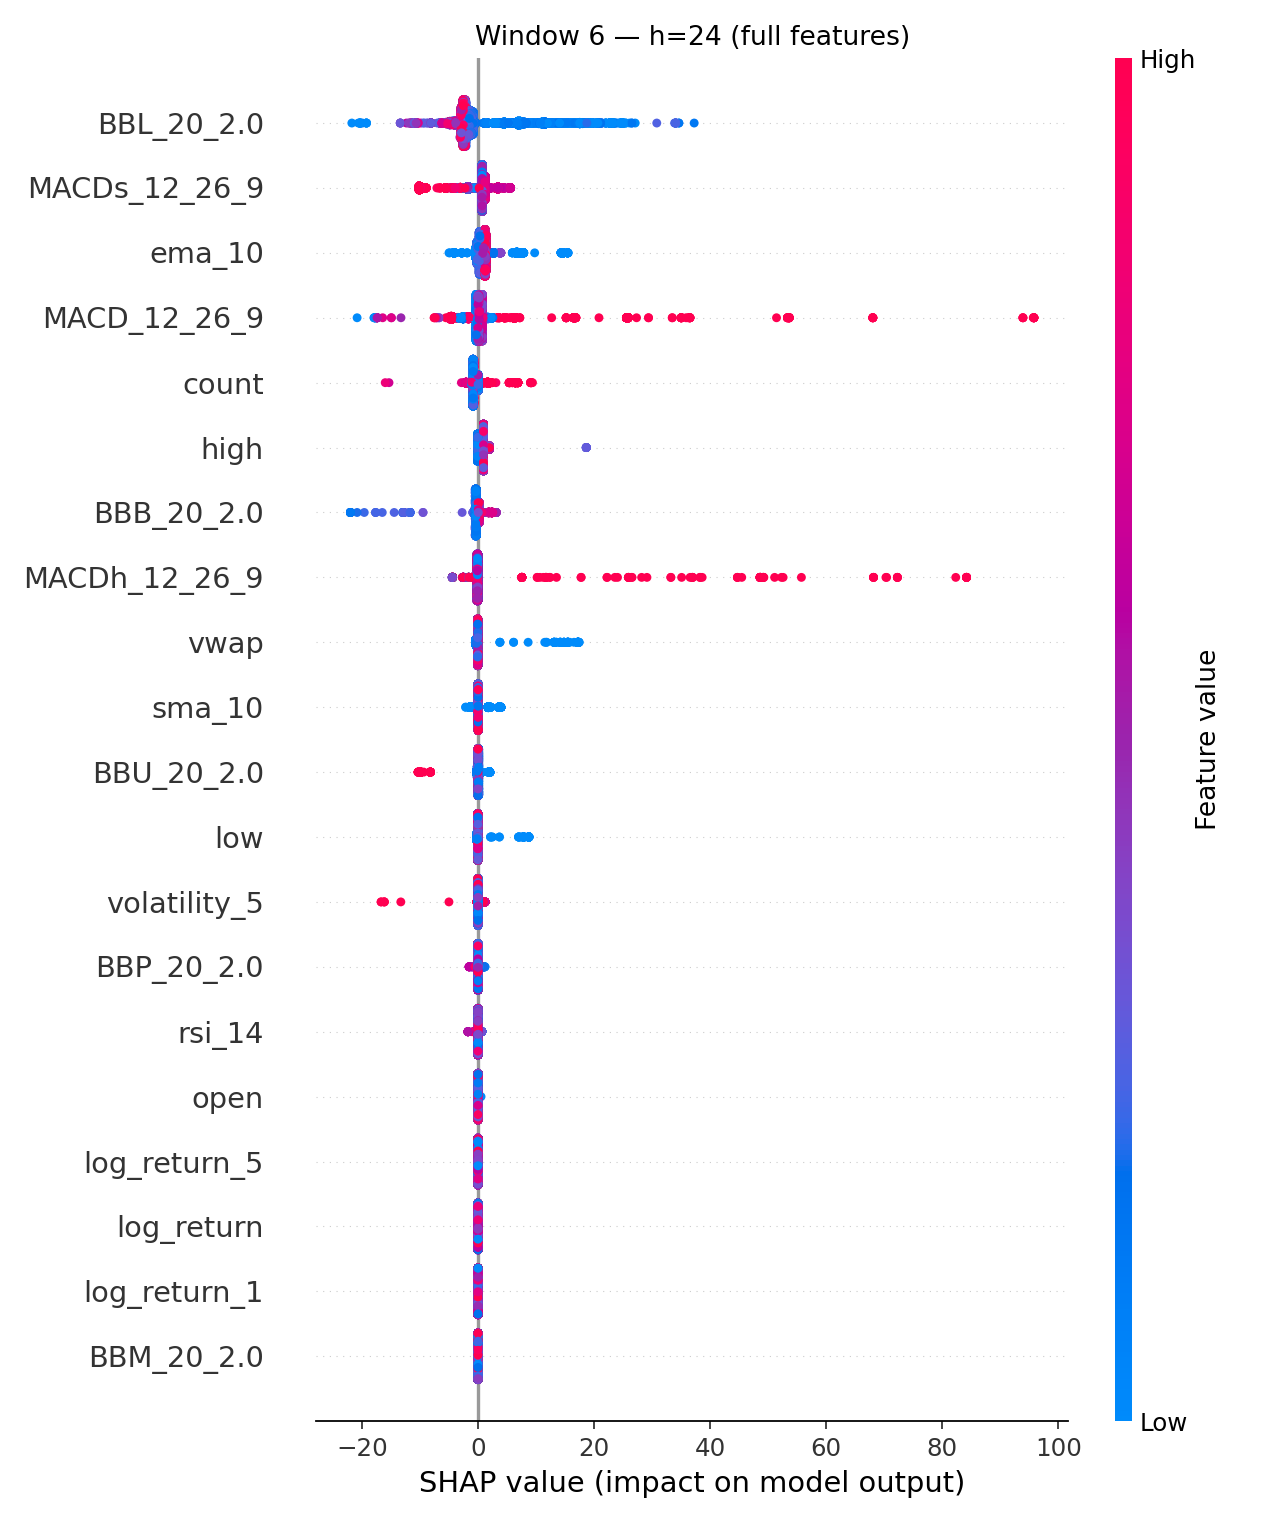 Window 6 — h=24 (full features)
High
BBL_20_2.0
MACDs_12_26_9
ema_10
MACD_12_26_9
count
high
BBB_20_2.0
MACDh_12_26_9
vwap
sma_10
BBU_20_2.0
low
volatility_5
BBP_20_2.0
rsi_14
open
log_return_5
log_return
log_return_1
BBM_20_2.0
Feature value
Low
−20 0 20 40 60 80 100
SHAP value (impact on model output)